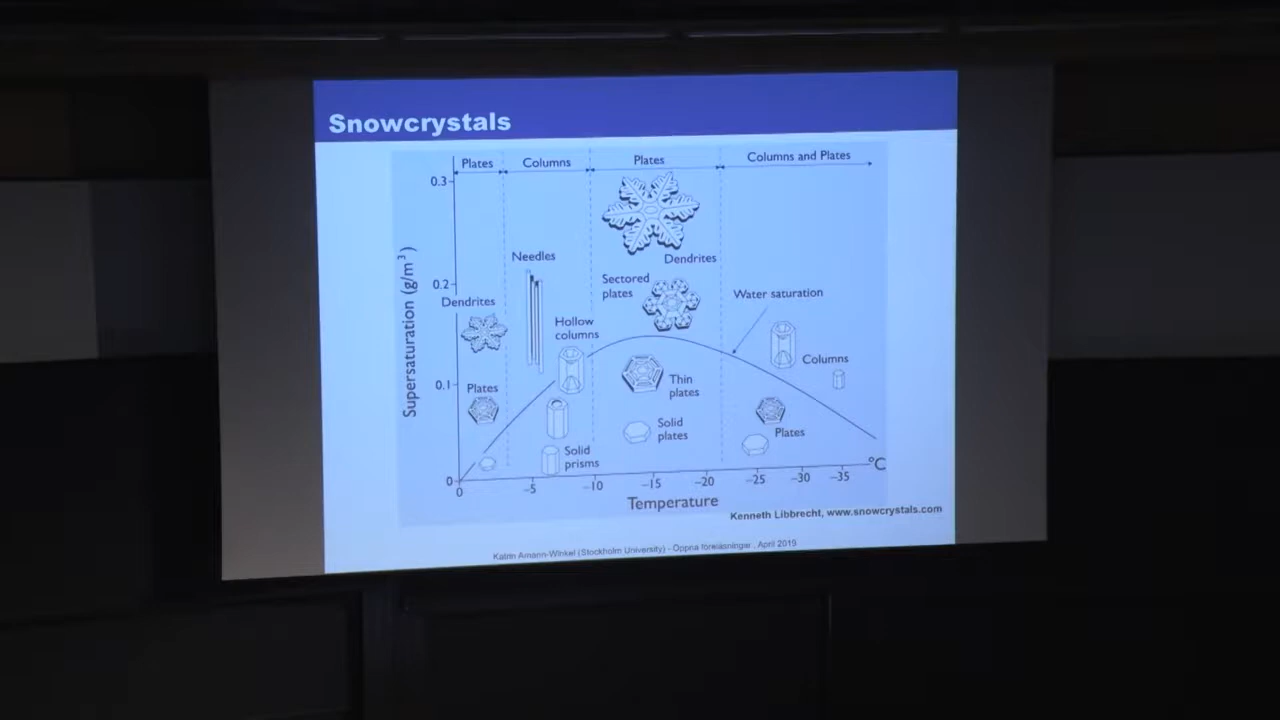 Snowcrystals
Plates
Columns
Plates
Columns and Plates
0.3
Needles
Dendrites
Sectored
plates
Water saturation
0.2
Dendrites
Hollow
columns
Columns
Supersaturation (g/m³)
0.1
Plates
Thin
plates
Solid
plates
Plates
Solid
prisms
0
°C
0
-5
-10
-15
-20
-25
-30
-35
Temperature
Kenneth Libbrecht, www.snowcrystals.com
Katrin Amann-Winkel (Stockholm University) - Öppna föreläsningar , April 2019